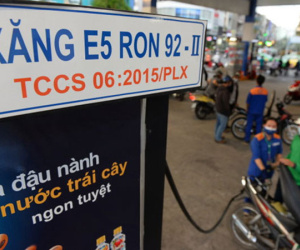 XĂNG E5 RON 92 - II
TCCS 06:2015/PLX
đậu nành
nước trái cây
ngon tuyệt